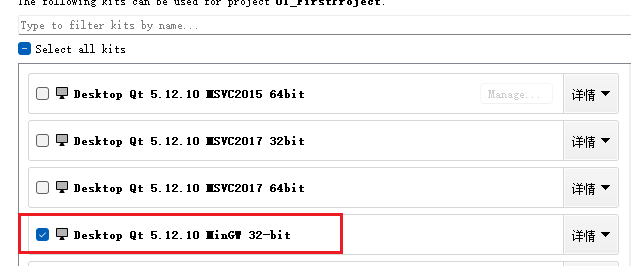 The following kits can be used for project 01_FirstProject.
Type to filter kits by name...
Select all kits
Desktop Qt 5.12.10 MSVC2015 64bit
Manage...
详情
Desktop Qt 5.12.10 MSVC2017 32bit
详情
Desktop Qt 5.12.10 MSVC2017 64bit
详情
Desktop Qt 5.12.10 MinGW 32-bit
详情